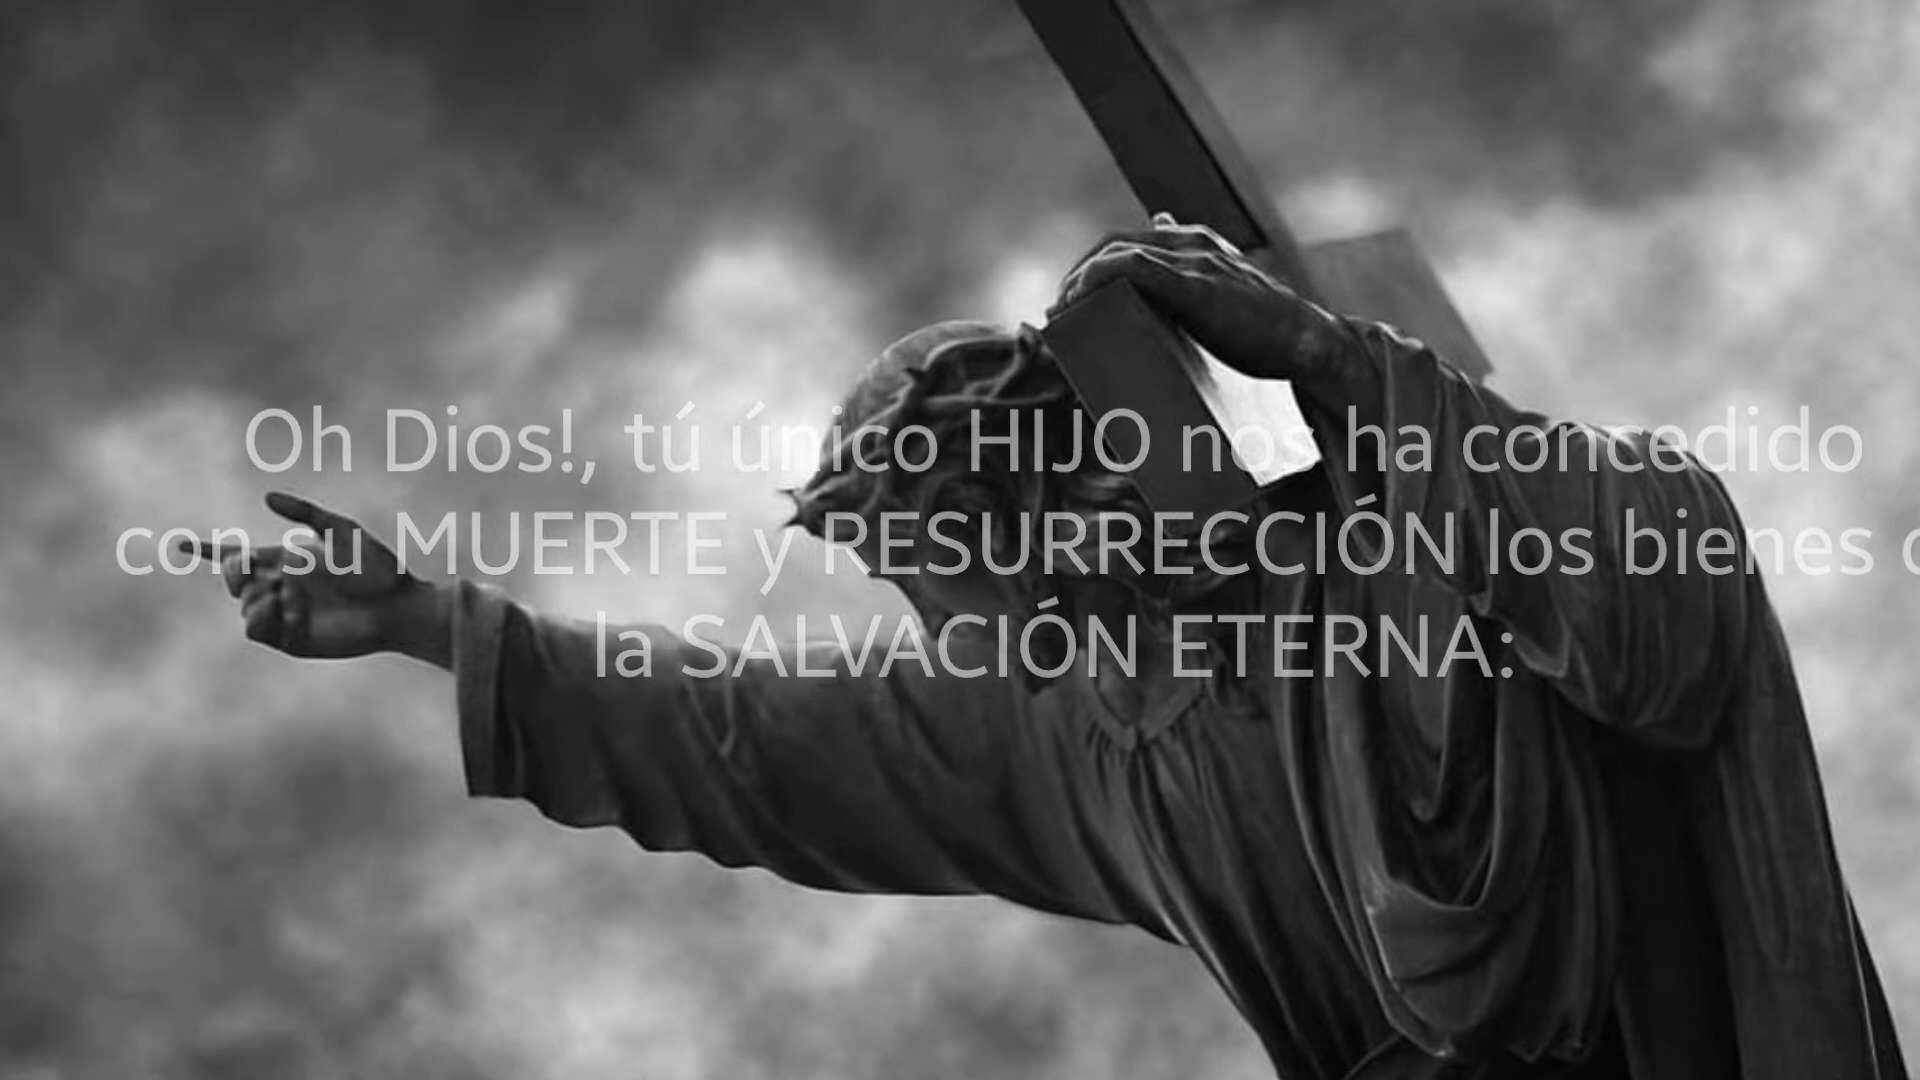 Oh Dios!, tú único HIJO nos ha concedido
con su MUERTE y RESURRECCIÓN los bienes
la SALVACIÓN ETERNA: